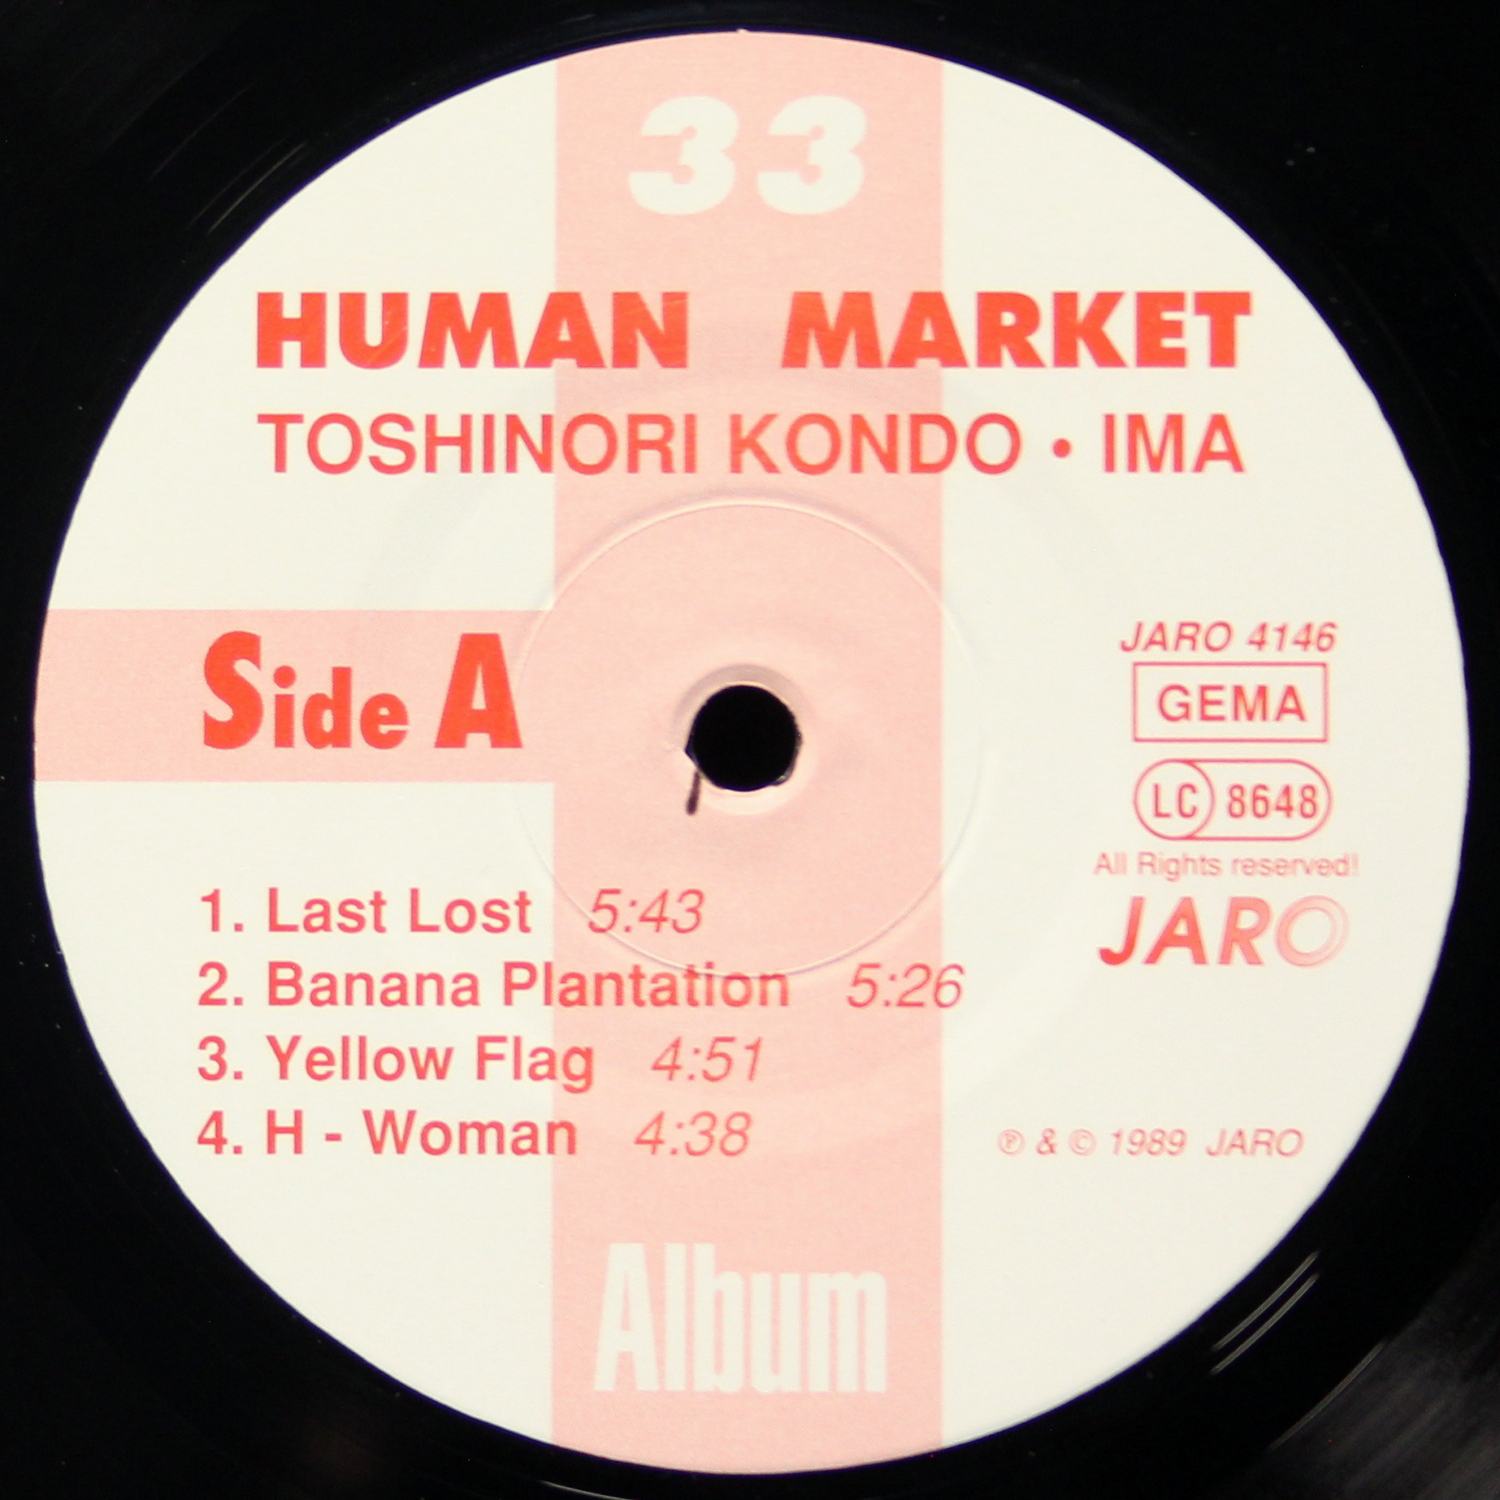 33
HUMAN MARKET
TOSHINORI KONDO • IMA
Side A
JARO 4146
GEMA
LC 8648
All Rights reserved!
JARO
1. Last Lost 5:43
2. Banana Plantation 5:26
3. Yellow Flag 4:51
4. H - Woman 4:38
℗ & © 1989 JARO
Album